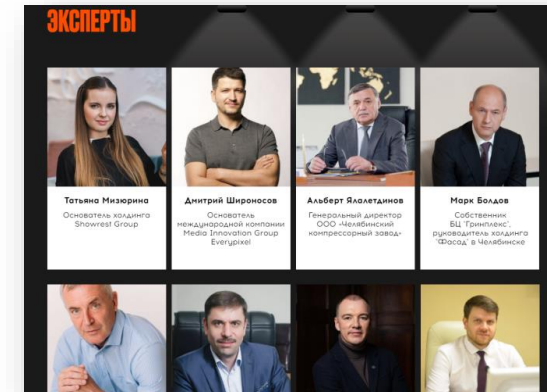 ЭКСПЕРТЫ
Татьяна Мизюрина
Основатель холдинга
Showrest Group
Дмитрий Широносов
Основатель
международной компании
Media Innovation Group
Everypixel
Альберт Ялалетдинов
Генеральный директор
ООО «Челябинский
компрессорный завод»
Марк Болдов
Собственник
БЦ "Гринплекс",
руководитель холдинга
"Фасад" в Челябинске